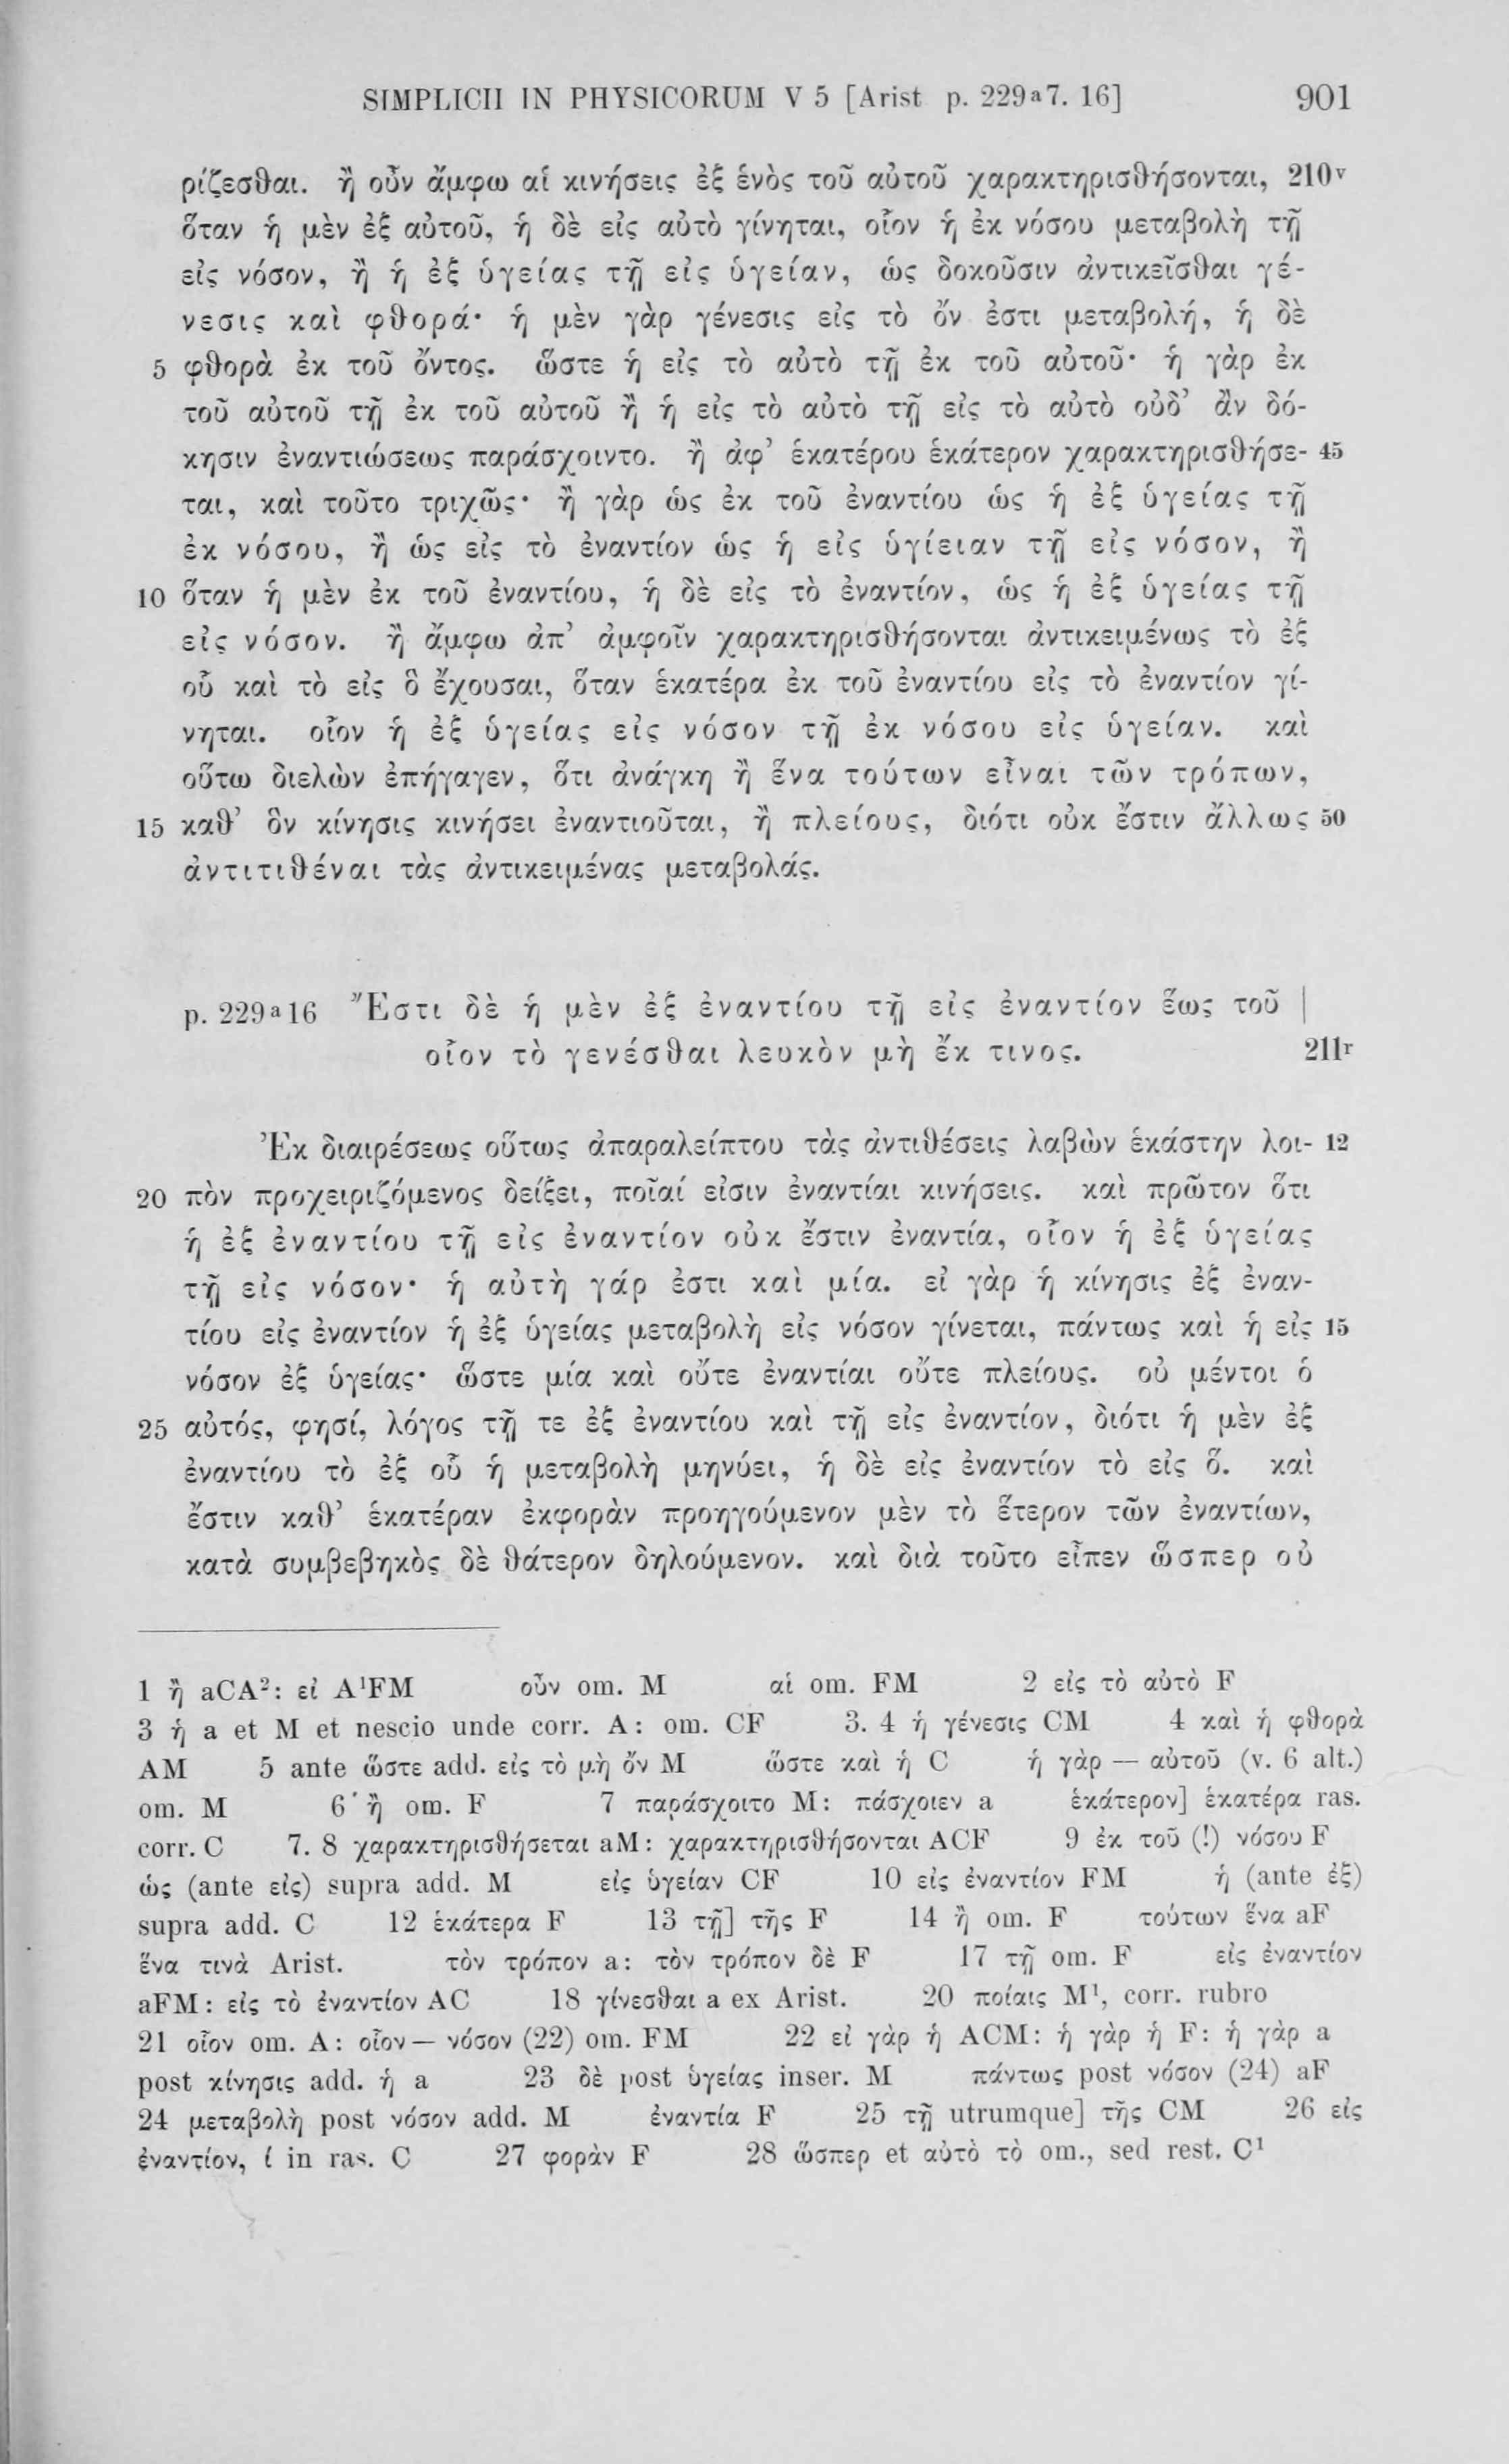 SIMPLICII IN PHYSICORUM V 5 [Arist p. 229ᵃ7. 16] 901
ρίζεσθαι. ἢ οὖν ἄμφω αἱ κινήσεις ἐξ ἑνὸς τοῦ αὐτοῦ χαρακτηρισθήσονται, 210ᵛ
ὅταν ἡ μὲν ἐξ αὐτοῦ, ἡ δὲ εἰς αὐτὸ γίνηται, οἷον ἡ ἐκ νόσου μεταβολὴ τῇ
εἰς νόσον, ἢ ἡ ἐξ ὑγείας τῇ εἰς ὑγείαν, ὡς δοκοῦσιν ἀντικεῖσθαι γέ-
νεσις καὶ φθορά· ἡ μὲν γὰρ γένεσις εἰς τὸ ὄν ἐστι μεταβολή, ἡ δὲ
5 φθορὰ ἐκ τοῦ ὄντος. ὥστε ἡ εἰς τὸ αὐτὸ τῇ ἐκ τοῦ αὐτοῦ· ἡ γὰρ ἐκ
τοῦ αὐτοῦ τῇ ἐκ τοῦ αὐτοῦ ἢ ἡ εἰς τὸ αὐτὸ τῇ εἰς τὸ αὐτὸ οὐδ’ ἂν δό-
κησιν ἐναντιώσεως παράσχοιντο. ἢ ἀφ’ ἑκατέρου ἑκάτερον χαρακτηρισθήσε- 45
ται, καὶ τοῦτο τριχῶς· ἢ γὰρ ὡς ἐκ τοῦ ἐναντίου ὡς ἡ ἐξ ὑγείας τῇ
ἐκ νόσου, ἢ ὡς εἰς τὸ ἐναντίον ὡς ἡ εἰς ὑγίειαν τῇ εἰς νόσον, ἢ
10 ὅταν ἡ μὲν ἐκ τοῦ ἐναντίου, ἡ δὲ εἰς τὸ ἐναντίον, ὡς ἡ ἐξ ὑγείας τῇ
εἰς νόσον. ἢ ἄμφω ἀπ’ ἀμφοῖν χαρακτηρισθήσονται ἀντικειμένως τὸ ἐξ
οὗ καὶ τὸ εἰς ὃ ἔχουσαι, ὅταν ἑκατέρα ἐκ τοῦ ἐναντίου εἰς τὸ ἐναντίον γί-
νηται. οἷον ἡ ἐξ ὑγείας εἰς νόσον τῇ ἐκ νόσου εἰς ὑγείαν. καὶ
οὕτω διελὼν ἐπήγαγεν, ὅτι ἀνάγκη ἢ ἕνα τούτων εἶναι τῶν τρόπων,
15 καθ’ ὃν κίνησις κινήσει ἐναντιοῦται, ἢ πλείους, διότι οὐκ ἔστιν ἄλλως 50
ἀντιτιθέναι τὰς ἀντικειμένας μεταβολάς.
p. 229ᵃ16 Ἔστι δὲ ἡ μὲν ἐξ ἐναντίου τῇ εἰς ἐναντίον ἕως τοῦ |
οἷον τὸ γενέσθαι λευκὸν μὴ ἔκ τινος. 211ʳ
Ἐκ διαιρέσεως οὕτως ἀπαραλείπτου τὰς ἀντιθέσεις λαβὼν ἑκάστην λοι- 12
20 πὸν προχειριζόμενος δείξει, ποῖαί εἰσιν ἐναντίαι κινήσεις. καὶ πρῶτον ὅτι
ἡ ἐξ ἐναντίου τῇ εἰς ἐναντίον οὐκ ἔστιν ἐναντία, οἷον ἡ ἐξ ὑγείας
τῇ εἰς νόσον· ἡ αὐτὴ γάρ ἐστι καὶ μία. εἰ γὰρ ἡ κίνησις ἐξ ἐναν-
τίου εἰς ἐναντίον ἡ ἐξ ὑγείας μεταβολὴ εἰς νόσον γίνεται, πάντως καὶ ἡ εἰς 15
νόσον ἐξ ὑγείας· ὥστε μία καὶ οὔτε ἐναντίαι οὔτε πλείους. οὐ μέντοι ὁ
25 αὐτός, φησί, λόγος τῇ τε ἐξ ἐναντίου καὶ τῇ εἰς ἐναντίον, διότι ἡ μὲν ἐξ
ἐναντίου τὸ ἐξ οὗ ἡ μεταβολὴ μηνύει, ἡ δὲ εἰς ἐναντίον τὸ εἰς ὅ. καὶ
ἔστιν καθ’ ἑκατέραν ἐκφορὰν προηγούμενον μὲν τὸ ἕτερον τῶν ἐναντίων,
κατὰ συμβεβηκὸς δὲ θάτερον δηλούμενον. καὶ διὰ τοῦτο εἶπεν ὥσπερ οὐ
1 ἢ aCA²: εἰ A¹FM οὖν om. M αἱ om. FM 2 εἰς τὸ αὐτὸ F
3 ἡ a et M et nescio unde corr. A: om. CF 3. 4 ἡ γένεσις CM 4 καὶ ἡ φθορὰ
AM 5 ante ὥστε add. εἰς τὸ μὴ ὄν M ὥστε καὶ ἡ C ἡ γὰρ — αὐτοῦ (v. 6 alt.)
om. M 6 ἢ om. F 7 παράσχοιτο M: πάσχοιεν a ἑκάτερον] ἑκατέρα ras.
corr. C 7. 8 χαρακτηρισθήσεται aM: χαρακτηρισθήσονται ACF 9 ἐκ τοῦ (!) νόσου F
ὡς (ante εἰς) supra add. M εἰς ὑγείαν CF 10 εἰς ἐναντίον FM ἡ (ante ἐξ)
supra add. C 12 ἑκάτερα F 13 τῇ] τῆς F 14 ἢ om. F τούτων ἕνα aF
ἕνα τινὰ Arist. τὸν τρόπον a: τὸν τρόπον δὲ F 17 τῇ om. F εἰς ἐναντίον
aFM: εἰς τὸ ἐναντίον AC 18 γίνεσθαι a ex Arist. 20 ποίαις M¹, corr. rubro
21 οἷον om. A: οἷον — νόσον (22) om. FM 22 εἰ γὰρ ἡ ACM: ἡ γὰρ ἡ F: ἡ γὰρ a
post κίνησις add. ἡ a 23 δὲ post ὑγείας inser. M πάντως post νόσον (24) aF
24 μεταβολὴ post νόσον add. M ἐναντία F 25 τῇ utrumque] τῆς CM 26 εἰς
ἐναντίον, ί in ras. C 27 φορὰν F 28 ὥσπερ et αὐτὸ τὸ om., sed rest. C¹